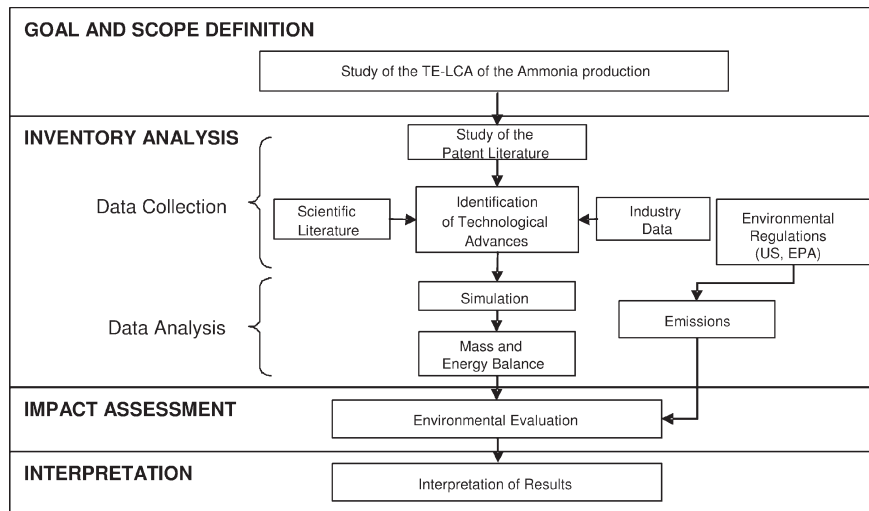 GOAL AND SCOPE DEFINITION
Study of the TE-LCA of the Ammonia production
INVENTORY ANALYSIS
Study of the
Patent Literature
Data Collection
Scientific
Literature
Identification
of Technological
Advances
Industry
Data
Environmental
Regulations
(US, EPA)
Simulation
Emissions
Data Analysis
Mass and
Energy Balance
IMPACT ASSESSMENT
Environmental Evaluation
INTERPRETATION
Interpretation of Results